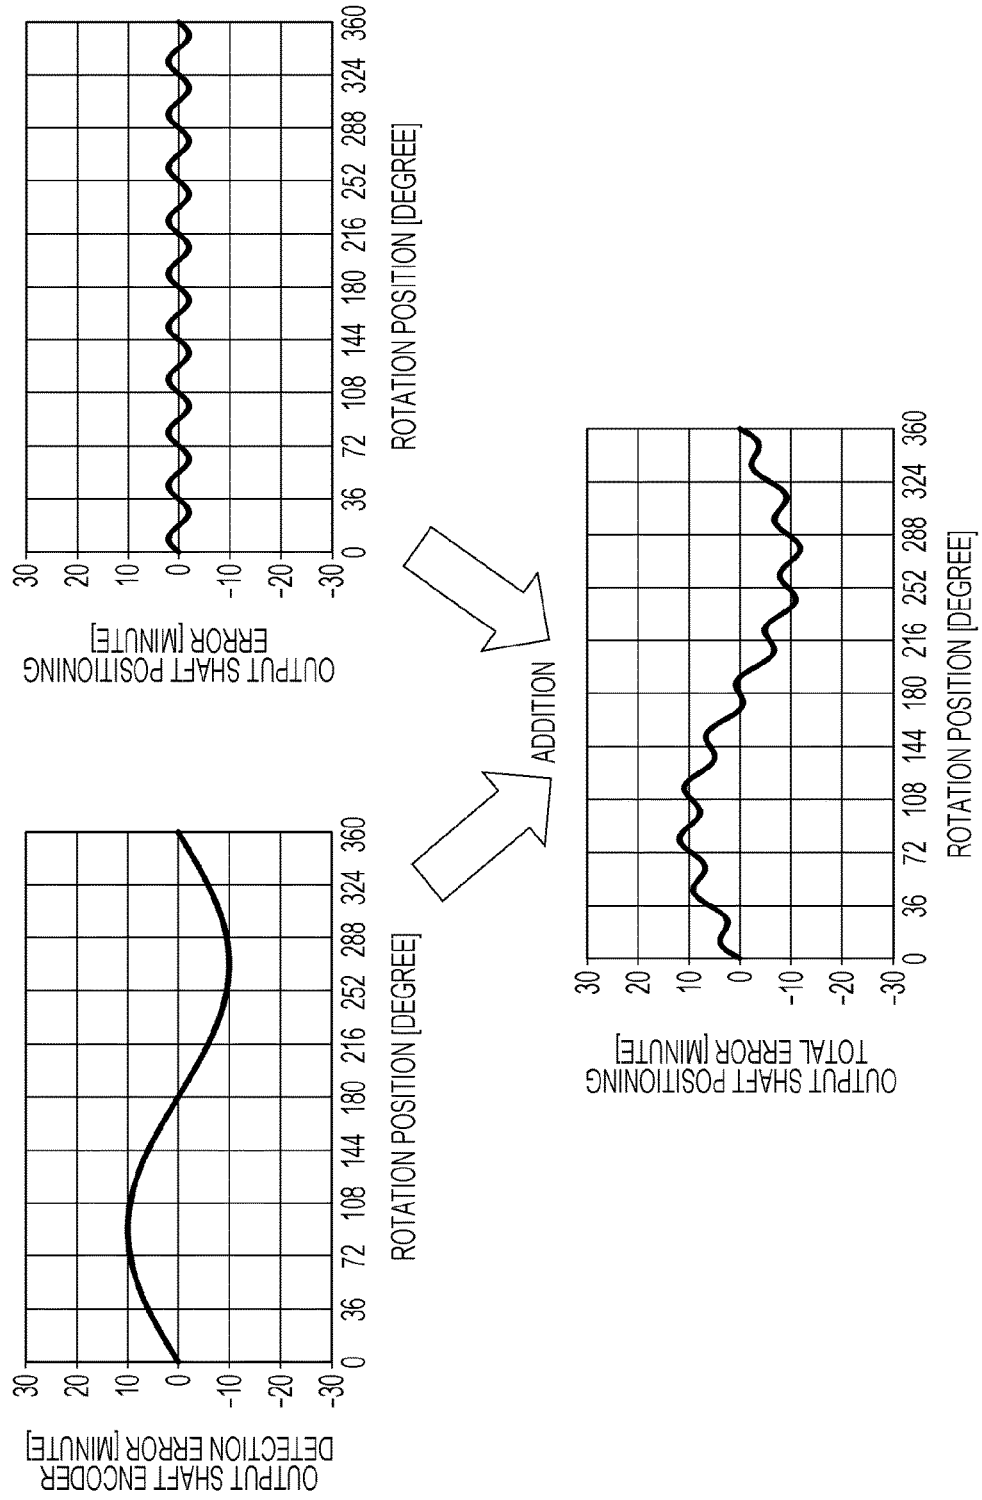 OUTPUT SHAFT ENCODER
DETECTION ERROR [MINUTE]
30
20
10
0
-10
-20
-30
0 36 72 108 144 180 216 252 288 324 360
ROTATION POSITION [DEGREE]
OUTPUT SHAFT POSITIONING
ERROR [MINUTE]
30
20
10
0
-10
-20
-30
0 36 72 108 144 180 216 252 288 324 360
ROTATION POSITION [DEGREE]
ADDITION
OUTPUT SHAFT POSITIONING
TOTAL ERROR [MINUTE]
30
20
10
0
-10
-20
-30
0 36 72 108 144 180 216 252 288 324 360
ROTATION POSITION [DEGREE]